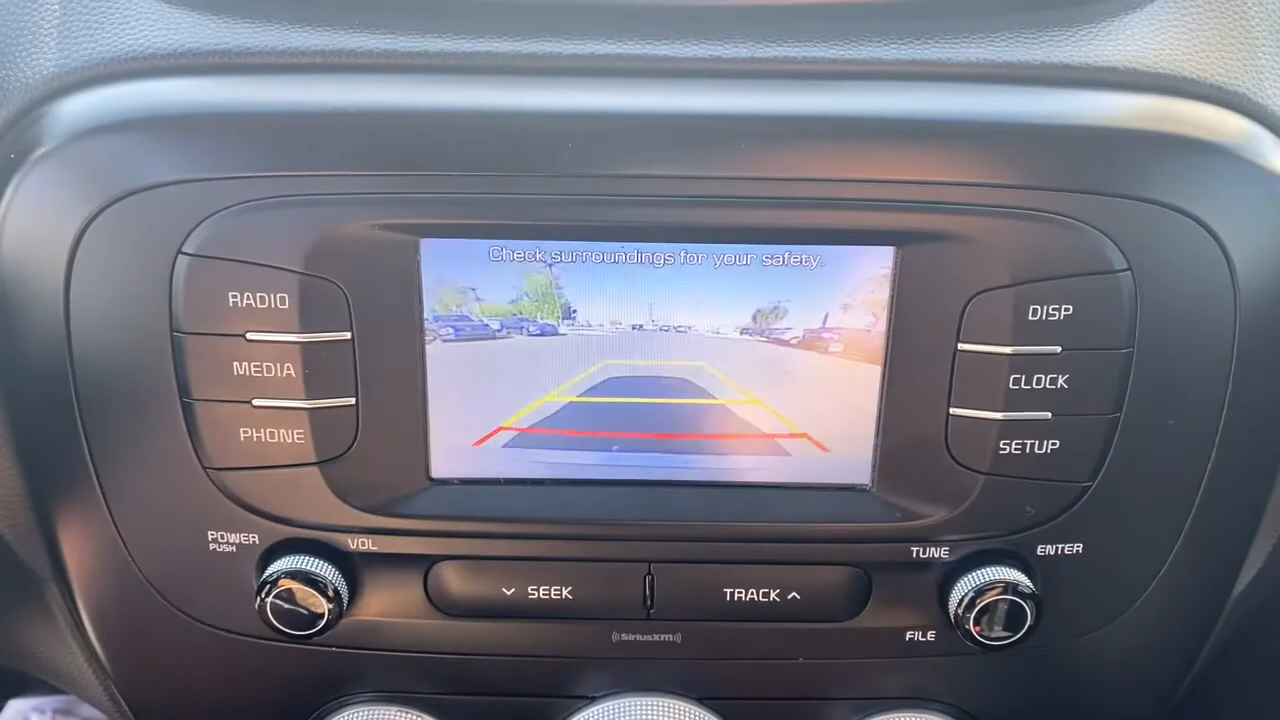 Check surroundings for your safety.
RADIO
MEDIA
PHONE
DISP
CLOCK
SETUP
POWER
PUSH
VOL
SEEK
TRACK
TUNE
ENTER
FILE
SiriusXM